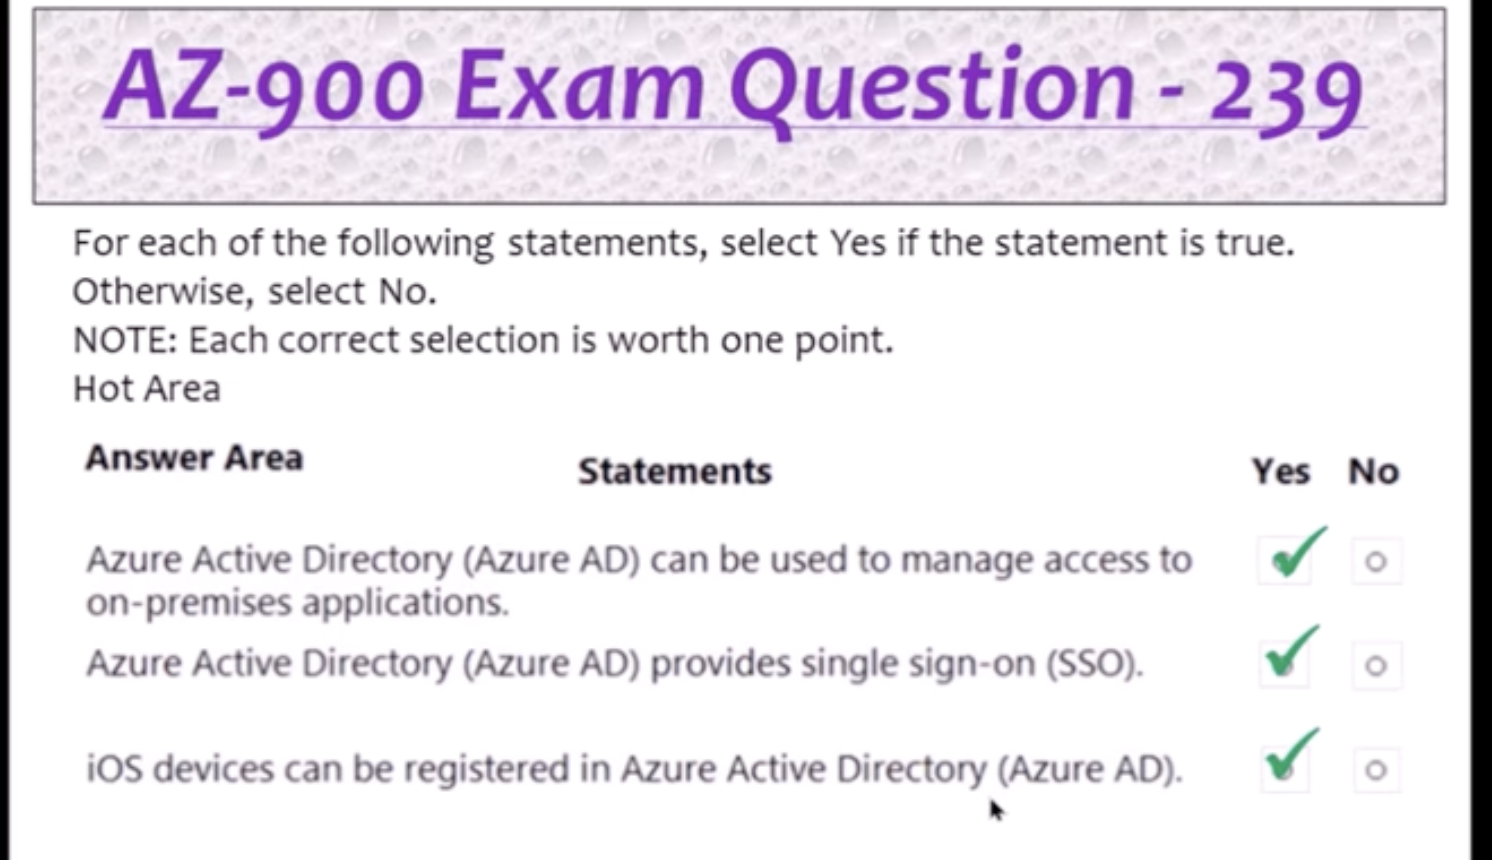 AZ-900 Exam Question - 239
For each of the following statements, select Yes if the statement is true.
Otherwise, select No.
NOTE: Each correct selection is worth one point.
Hot Area
Answer Area Statements Yes No
Azure Active Directory (Azure AD) can be used to manage access to
on-premises applications.
Azure Active Directory (Azure AD) provides single sign-on (SSO).
iOS devices can be registered in Azure Active Directory (Azure AD).